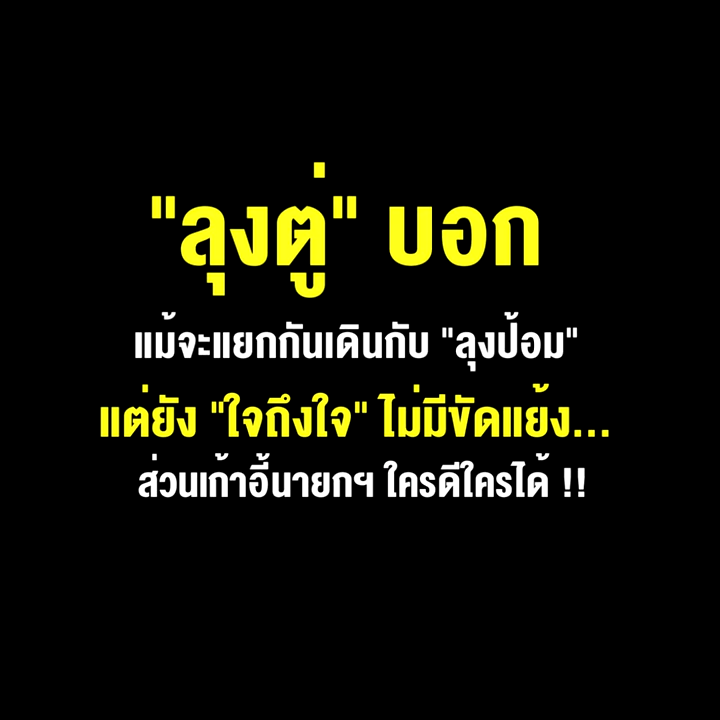 "ลุงตู่" บอก
แม้จะแยกกันเดินกับ "ลุงป้อม"
แต่ยัง "ใจถึงใจ" ไม่มีขัดแย้ง...
ส่วนเก้าอี้นายกฯ ใครดีใครได้ !!